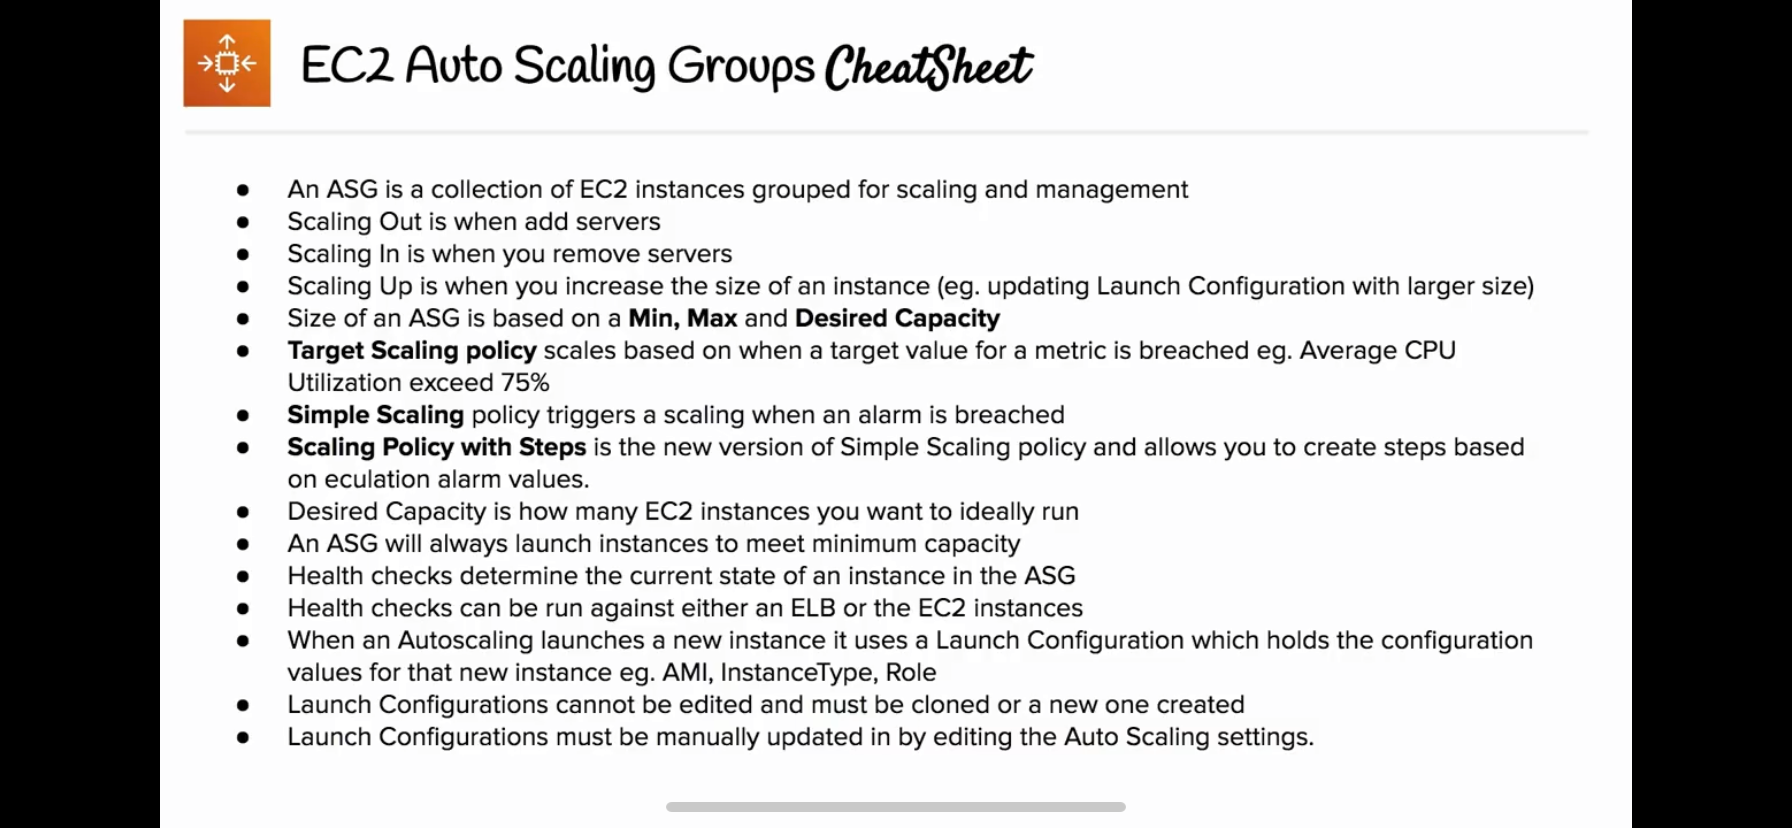 EC2 Auto Scaling Groups CheatSheet
● An ASG is a collection of EC2 instances grouped for scaling and management
● Scaling Out is when add servers
● Scaling In is when you remove servers
● Scaling Up is when you increase the size of an instance (eg. updating Launch Configuration with larger size)
● Size of an ASG is based on a Min, Max and Desired Capacity
● Target Scaling policy scales based on when a target value for a metric is breached eg. Average CPU
Utilization exceed 75%
● Simple Scaling policy triggers a scaling when an alarm is breached
● Scaling Policy with Steps is the new version of Simple Scaling policy and allows you to create steps based
on eculation alarm values.
● Desired Capacity is how many EC2 instances you want to ideally run
● An ASG will always launch instances to meet minimum capacity
● Health checks determine the current state of an instance in the ASG
● Health checks can be run against either an ELB or the EC2 instances
● When an Autoscaling launches a new instance it uses a Launch Configuration which holds the configuration
values for that new instance eg. AMI, InstanceType, Role
● Launch Configurations cannot be edited and must be cloned or a new one created
● Launch Configurations must be manually updated in by editing the Auto Scaling settings.